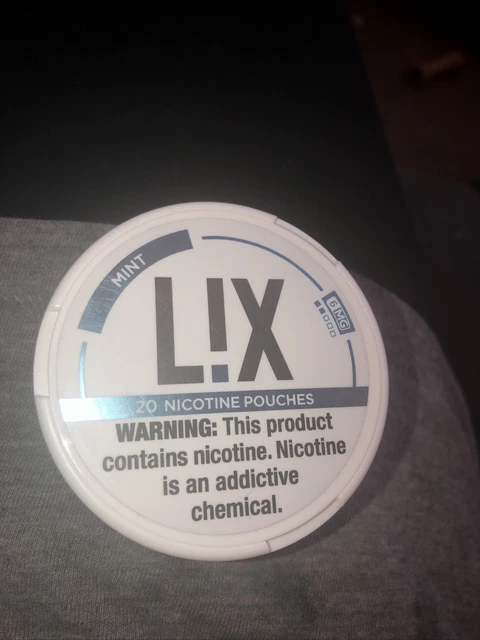 MINT
L!X
6MG
20 NICOTINE POUCHES
WARNING: This product
contains nicotine. Nicotine
is an addictive
chemical.